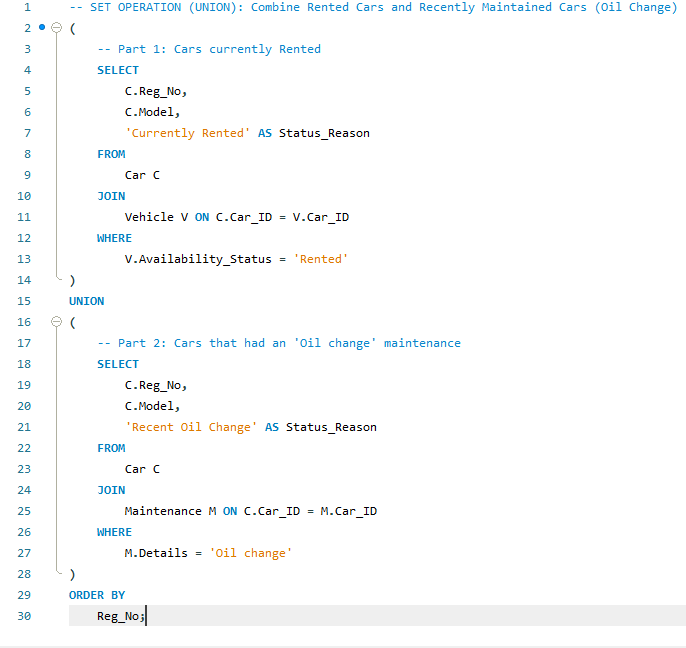 1 -- SET OPERATION (UNION): Combine Rented Cars and Recently Maintained Cars (Oil Change)
2 (
3 -- Part 1: Cars currently Rented
4 SELECT
5 C.Reg_No,
6 C.Model,
7 'Currently Rented' AS Status_Reason
8 FROM
9 Car C
10 JOIN
11 Vehicle V ON C.Car_ID = V.Car_ID
12 WHERE
13 V.Availability_Status = 'Rented'
14 )
15 UNION
16 (
17 -- Part 2: Cars that had an 'Oil change' maintenance
18 SELECT
19 C.Reg_No,
20 C.Model,
21 'Recent Oil Change' AS Status_Reason
22 FROM
23 Car C
24 JOIN
25 Maintenance M ON C.Car_ID = M.Car_ID
26 WHERE
27 M.Details = 'Oil change'
28 )
29 ORDER BY
30 Reg_No;